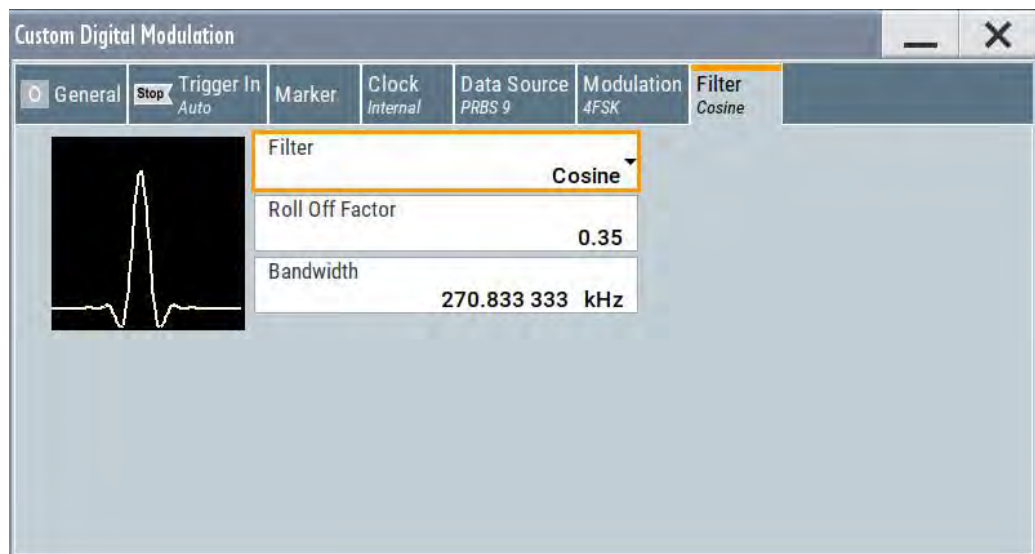 Custom Digital Modulation
0 General
Stop Trigger In
Auto
Marker
Clock
Internal
Data Source
PRBS 9
Modulation
4FSK
Filter
Cosine
Filter
Cosine
Roll Off Factor
0.35
Bandwidth
270.833 333 kHz